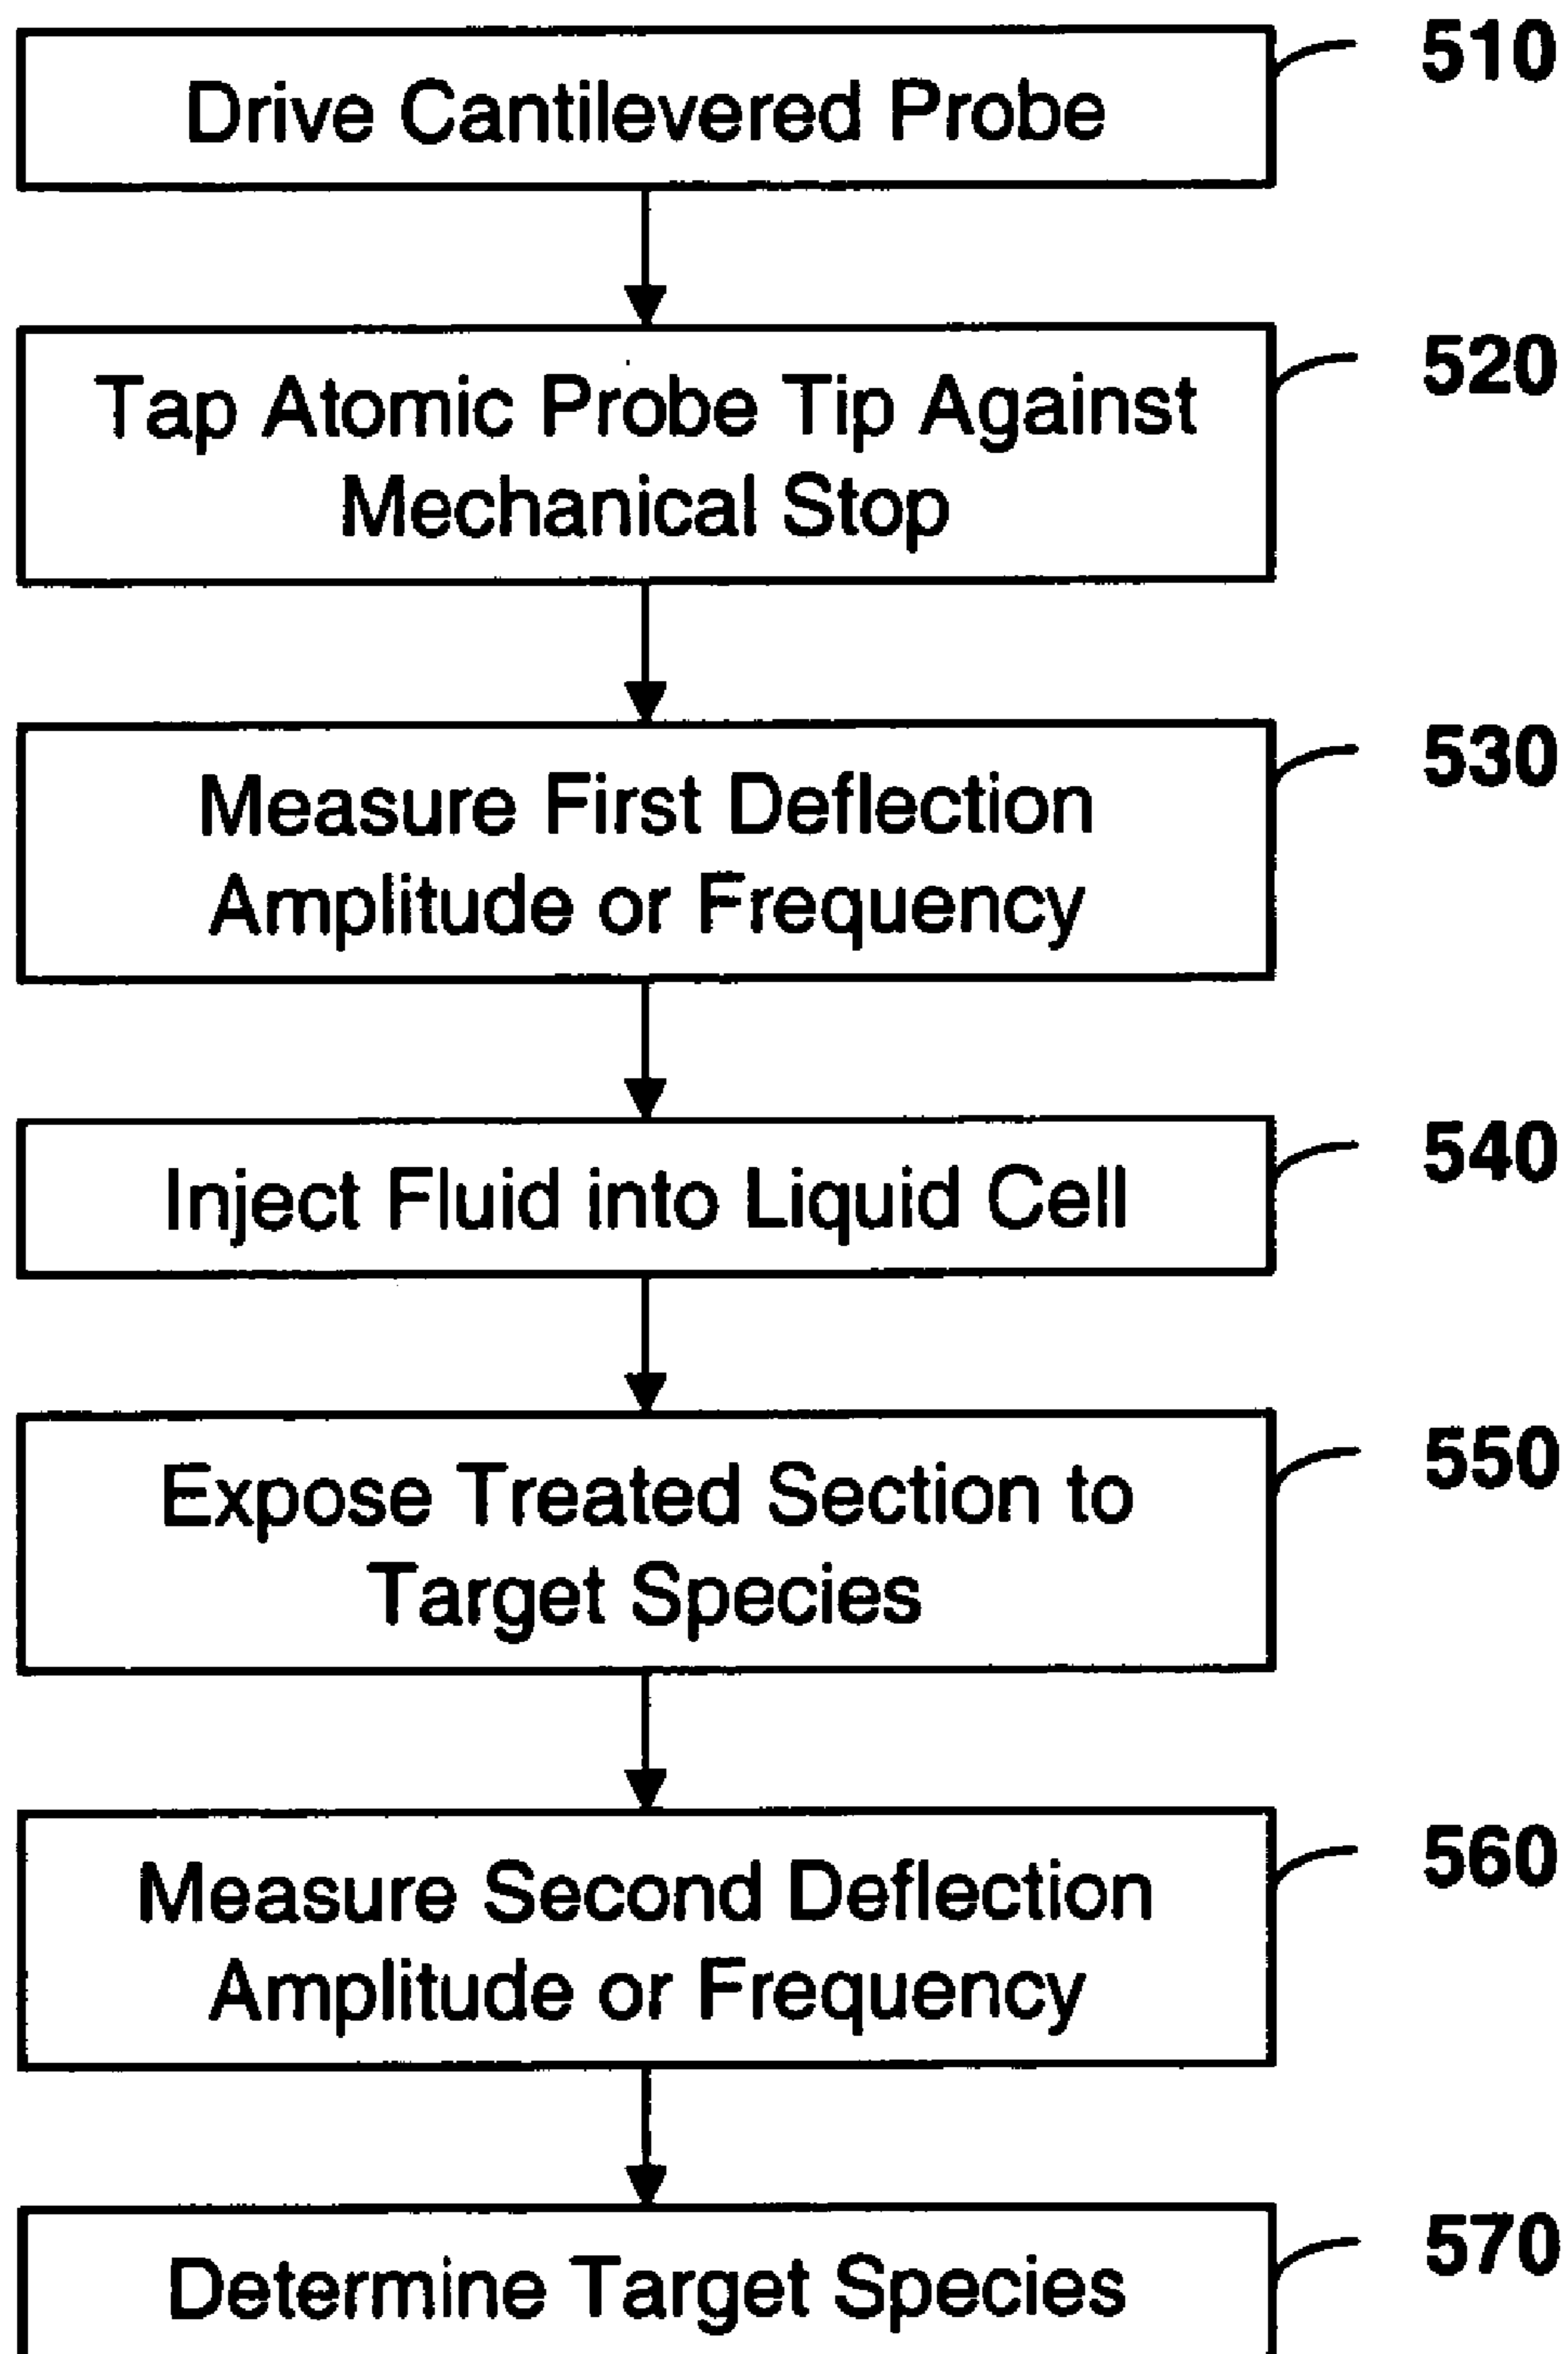 510
Drive Cantilevered Probe
520
Tap Atomic Probe Tip Against
Mechanical Stop
530
Measure First Deflection
Amplitude or Frequency
540
Inject Fluid into Liquid Cell
550
Expose Treated Section to
Target Species
560
Measure Second Deflection
Amplitude or Frequency
570
Determine Target Species